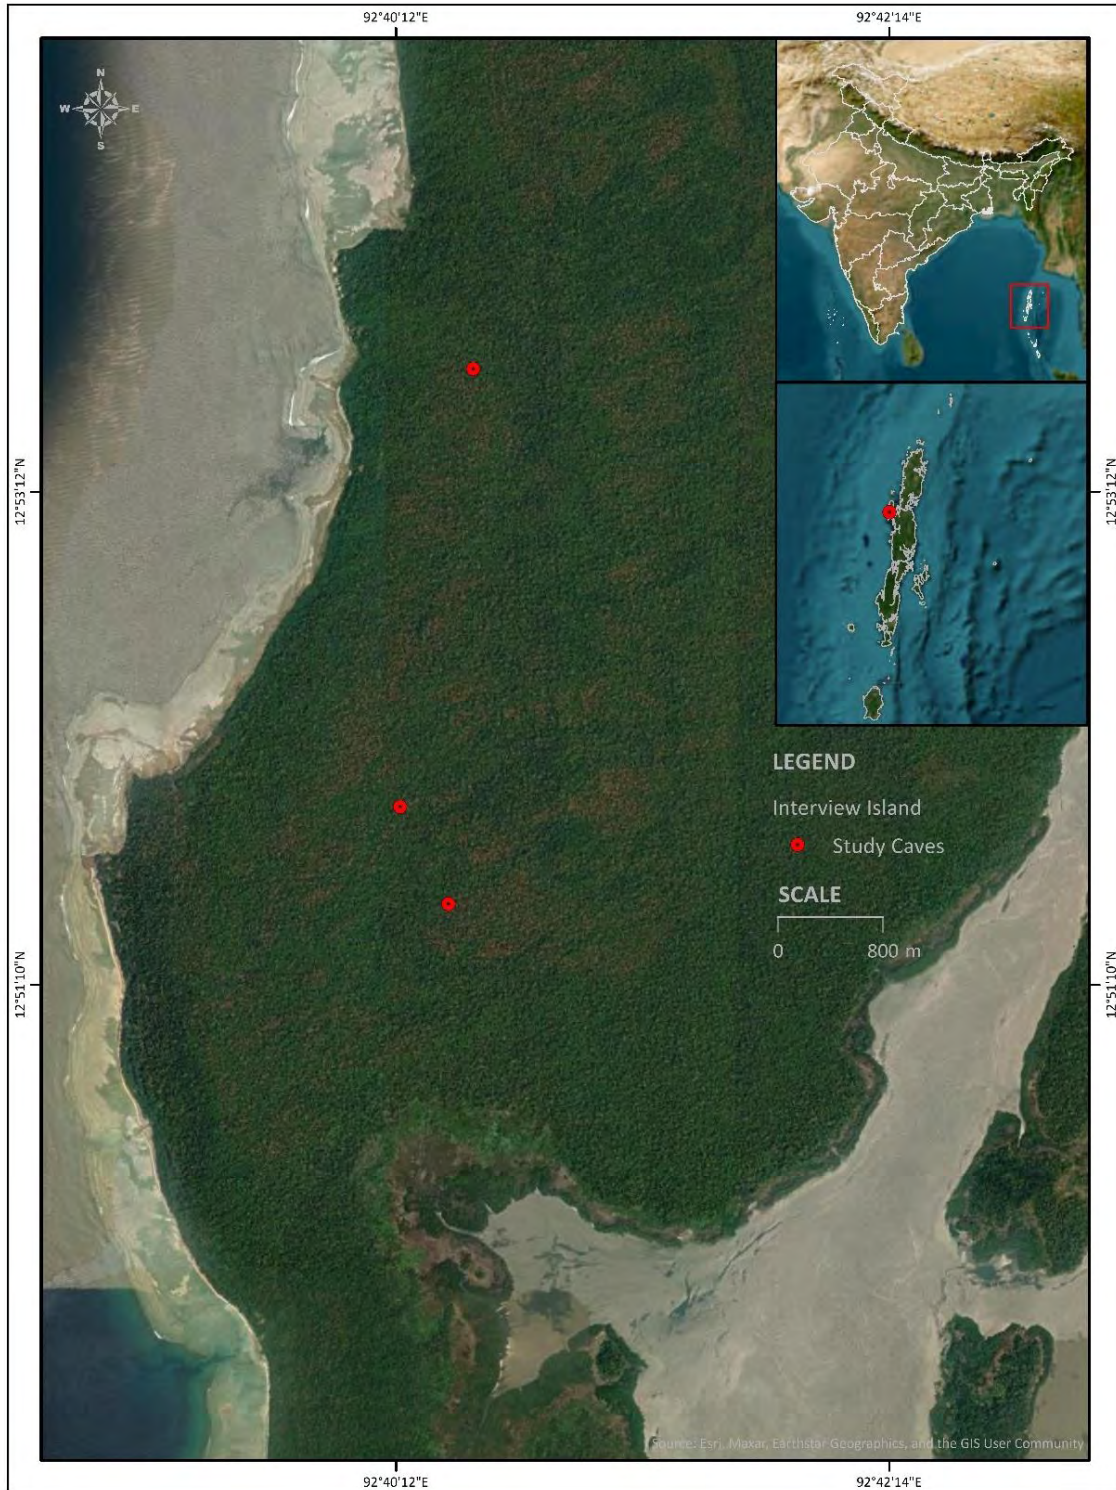 92°40'12"E 92°42'14"E
N
W E
S
12°53'12"N 12°53'12"N
LEGEND
Interview Island
Study Caves
SCALE
0 800 m
12°51'10"N 12°51'10"N
Source: Esri, Maxar, Earthstar Geographics, and the GIS User Community
92°40'12"E 92°42'14"E